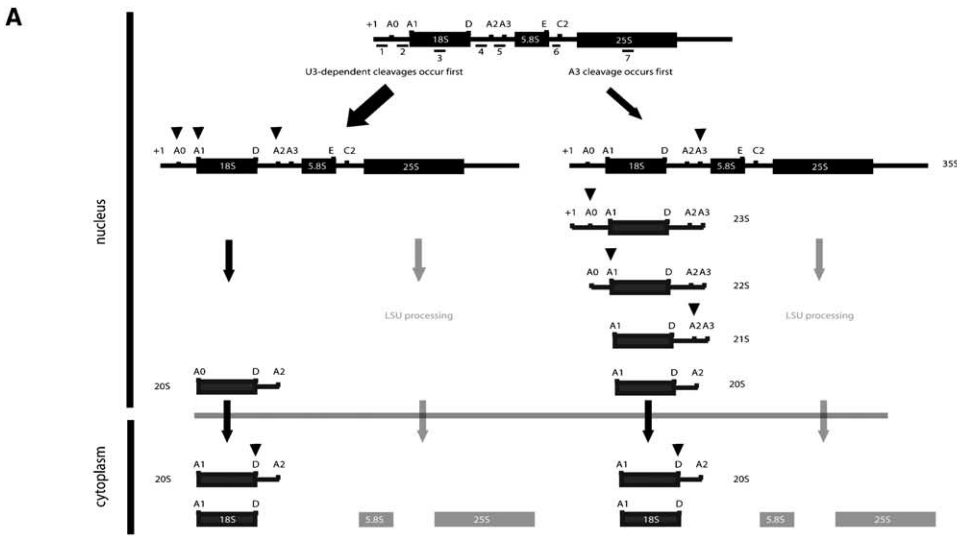 A
+1 A0 A1 D A2 A3 E C2
18S 5.8S 25S
1 2 3 4 5 6 7
U3-dependent cleavages occur first A3 cleavage occurs first
+1 A0 A1 D A2 A3 E C2 +1 A0 A1 D A2 A3 E C2
18S 5.8S 25S 18S 5.8S 25S 35S
+1 A0 A1 D A2 A3 23S
A0 A1 D A2 A3 22S
nucleus
LSU processing LSU processing
A1 D A2 A3 21S
20S A0 D A2 A1 D A2 20S
cytoplasm
20S A1 D A2 A1 D A2 20S
A1 D A1 D
18S 5.8S 25S 18S 5.8S 25S